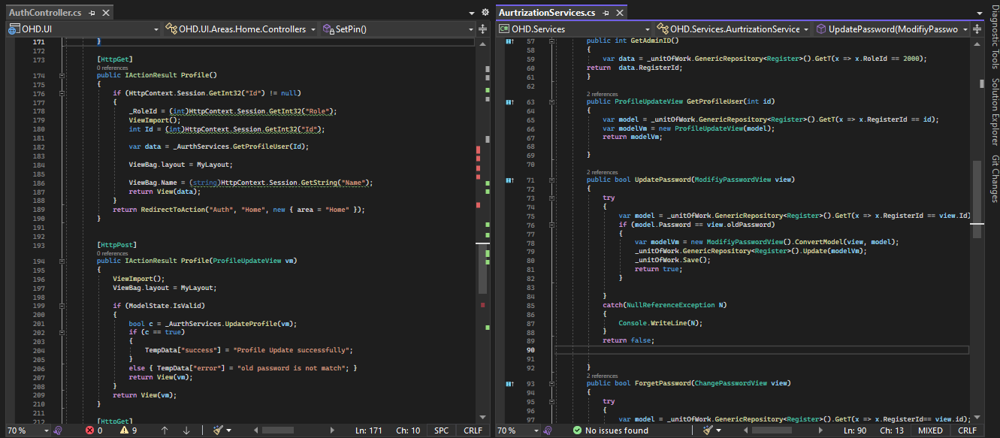 AuthController.cs
OHD.UI
OHD.UI.Areas.Home.Controllers
SetPin()
171 }
172
173 [HttpGet]
0 references
174 public IActionResult Profile()
175 {
176 if (HttpContext.Session.GetInt32("Id") != null)
177 {
178 _RoleId = (int)HttpContext.Session.GetInt32("Role");
179 ViewImport();
180 int Id = (int)HttpContext.Session.GetInt32("Id");
181
182 var data = _AurthServices.GetProfileUser(Id);
183
184 ViewBag.layout = MyLayout;
185
186 ViewBag.Name = (string)HttpContext.Session.GetString("Name");
187 return View(data);
188 }
189 return RedirectToAction("Auth", "Home", new { area = "Home" });
190 }
191
192
193 [HttpPost]
0 references
194 public IActionResult Profile(ProfileUpdateView vm)
195 {
196 ViewImport();
197 ViewBag.layout = MyLayout;
198
199 if (ModelState.IsValid)
200 {
201 bool c = _AurthServices.UpdateProfile(vm);
202 if (c == true)
203 {
204 TempData["success"] = "Profile Update successfully";
205 }
206 else { TempData["error"] = "old password is not match"; }
207 return View(vm);
208 }
209 return View(vm);
210 }
211
212 [HttpGet]
70 %
0
9
Ln: 171
Ch: 10
SPC
CRLF
AurtrizationServices.cs
OHD.Services
OHD.Services.AurtrizationService
UpdatePassword(ModifiyPasswo
57 public int GetAdminID()
58 {
59 var data = _unitOfWork.GenericRepository<Register>().GetT(x => x.RoleId == 2000);
60 return data.RegisterId;
61 }
62
2 references
63 public ProfileUpdateView GetProfileUser(int id)
64 {
65 var model = _unitOfWork.GenericRepository<Register>().GetT(x => x.RegisterId == id);
66 var modelVm = new ProfileUpdateView(model);
67 return modelVm;
68
69 }
70
2 references
71 public bool UpdatePassword(ModifiyPasswordView view)
72 {
73 try
74 {
75 var model = _unitOfWork.GenericRepository<Register>().GetT(x => x.RegisterId == view.Id)
76 if (model.Password == view.oldPassword)
77 {
78 var modelVm = new ModifiyPasswordView().ConvertModel(view, model);
79 _unitOfWork.GenericRepository<Register>().Update(modelVm);
80 _unitOfWork.Save();
81 return true;
82 }
83
84 }
85 catch(NullReferenceException N)
86 {
87 Console.WriteLine(N);
88 }
89 return false;
90
91
92 }
2 references
93 public bool ForgetPassword(ChangePasswordView view)
94 {
95 try
96 {
97 var model = _unitOfWork.GenericRepository<Register>().GetT(x => x.RegisterId== view.id);
70 %
No issues found
Ln: 90
Ch: 13
MIXED
CRLF
Diagnostic Tools
Solution Explorer
Git Changes